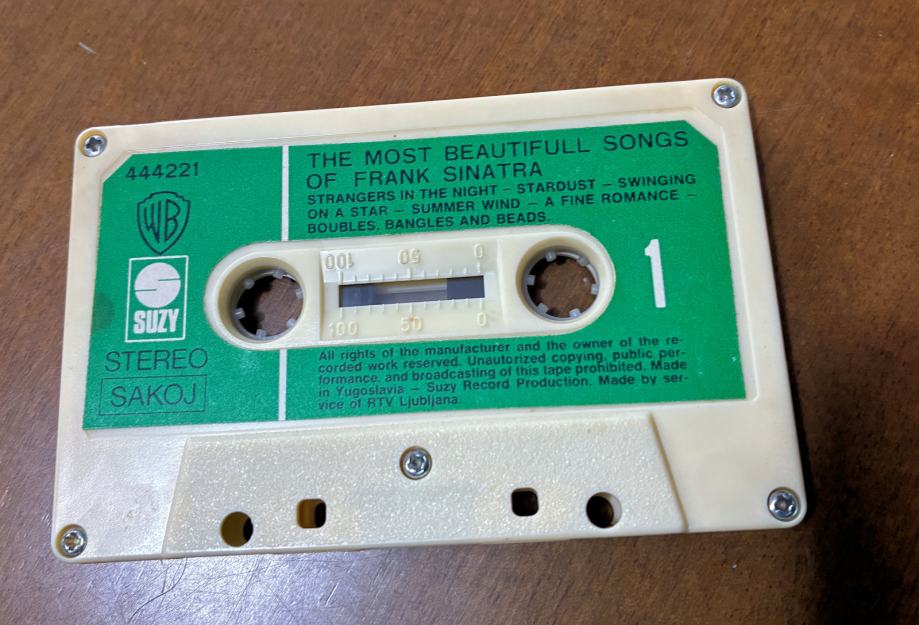 444221
WB
SUZY
STEREO
SAKOJ
THE MOST BEAUTIFULL SONGS
OF FRANK SINATRA
STRANGERS IN THE NIGHT – STARDUST – SWINGING
ON A STAR – SUMMER WIND – A FINE ROMANCE –
BOUBLES, BANGLES AND BEADS.
100 50 0
100 50 0
1
All rights of the manufacturer and the owner of the re-
corded work reserved. Unautorized copying, public per-
formance, and broadcasting of this tape prohibited. Made
in Yugoslavia – Suzy Record Production. Made by ser-
vice of RTV Ljubljana.